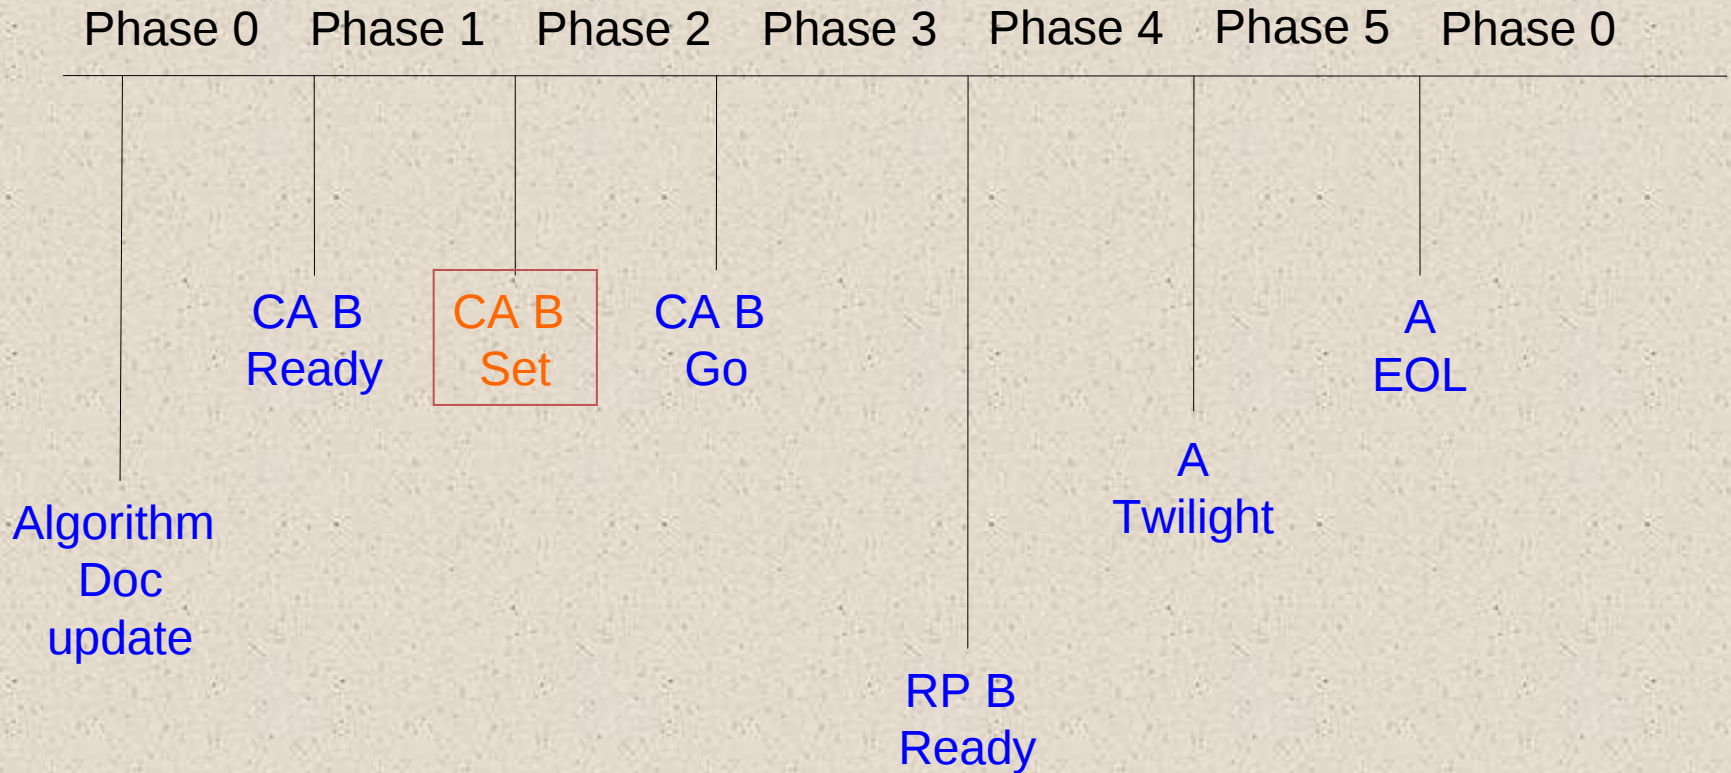 Phase 0 Phase 1 Phase 2 Phase 3 Phase 4 Phase 5 Phase 0
CA B
Ready
CA B
Set
CA B
Go
A
EOL
A
Twilight
Algorithm
Doc
update
RP B
Ready